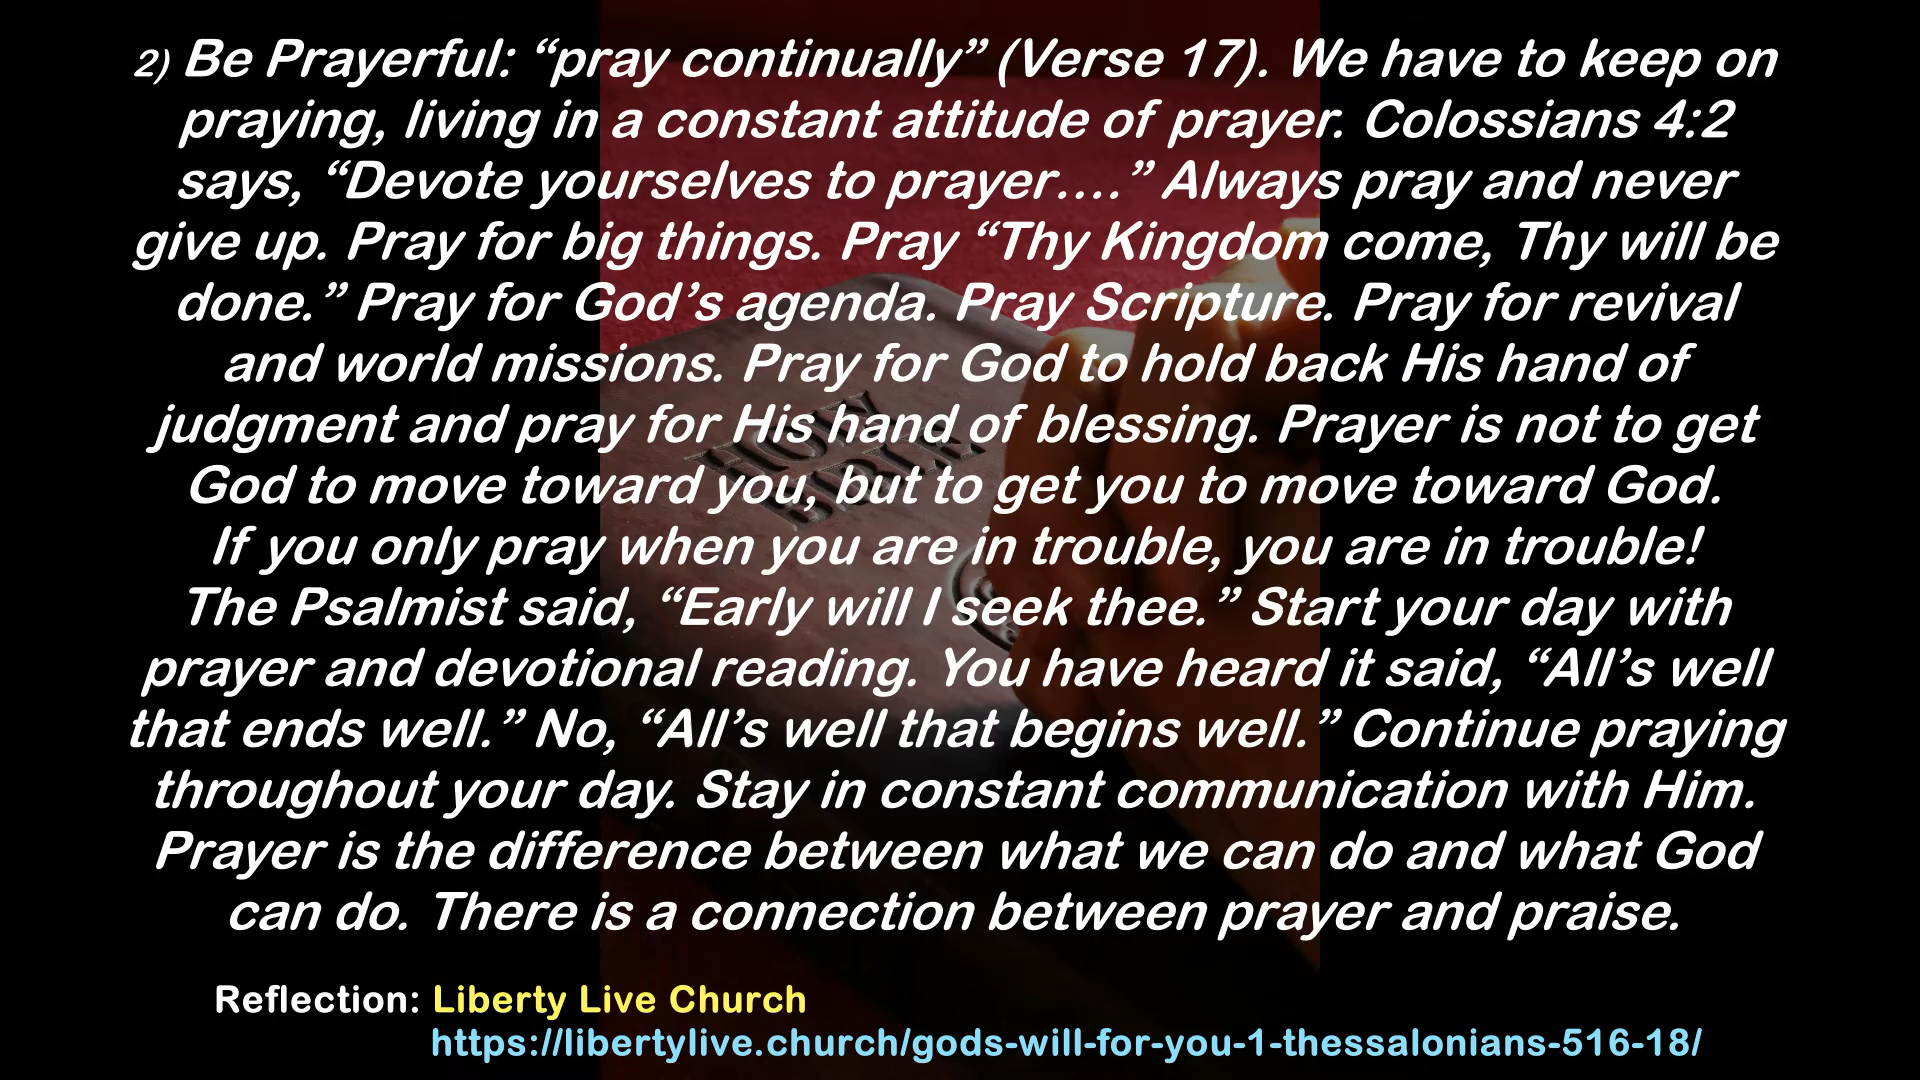 2) Be Prayerful: “pray continually” (Verse 17). We have to keep on
praying, living in a constant attitude of prayer. Colossians 4:2
says, “Devote yourselves to prayer….” Always pray and never
give up. Pray for big things. Pray “Thy Kingdom come, Thy will be
done.” Pray for God’s agenda. Pray Scripture. Pray for revival
and world missions. Pray for God to hold back His hand of
judgment and pray for His hand of blessing. Prayer is not to get
God to move toward you, but to get you to move toward God.
If you only pray when you are in trouble, you are in trouble!
The Psalmist said, “Early will I seek thee.” Start your day with
prayer and devotional reading. You have heard it said, “All’s well
that ends well.” No, “All’s well that begins well.” Continue praying
throughout your day. Stay in constant communication with Him.
Prayer is the difference between what we can do and what God
can do. There is a connection between prayer and praise.
HOLY
BIBLE
Reflection: Liberty Live Church
https://libertylive.church/gods-will-for-you-1-thessalonians-516-18/